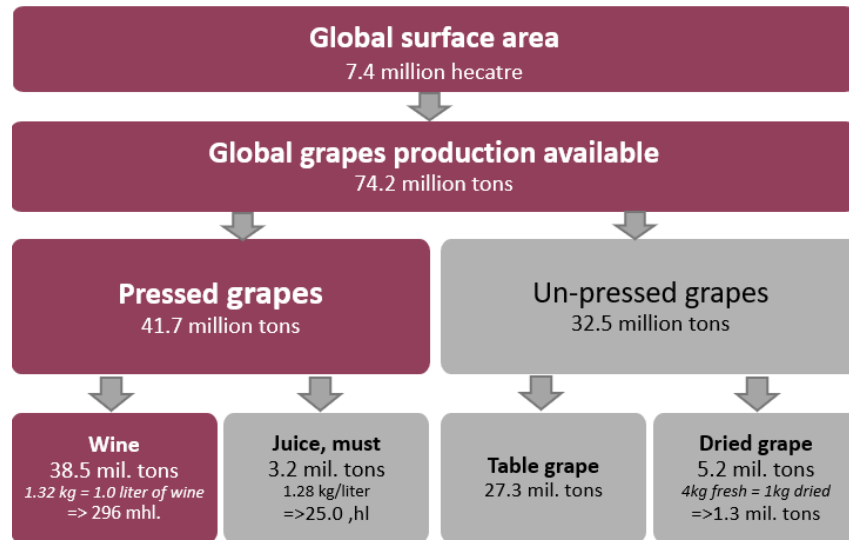 Global surface area
7.4 million hecatre
Global grapes production available
74.2 million tons
Pressed grapes
41.7 million tons
Un-pressed grapes
32.5 million tons
Wine
38.5 mil. tons
1.32 kg = 1.0 liter of wine
=> 296 mhl.
Juice, must
3.2 mil. tons
1.28 kg/liter
=>25.0 ,hl
Table grape
27.3 mil. tons
Dried grape
5.2 mil. tons
4kg fresh = 1kg dried
=>1.3 mil. tons